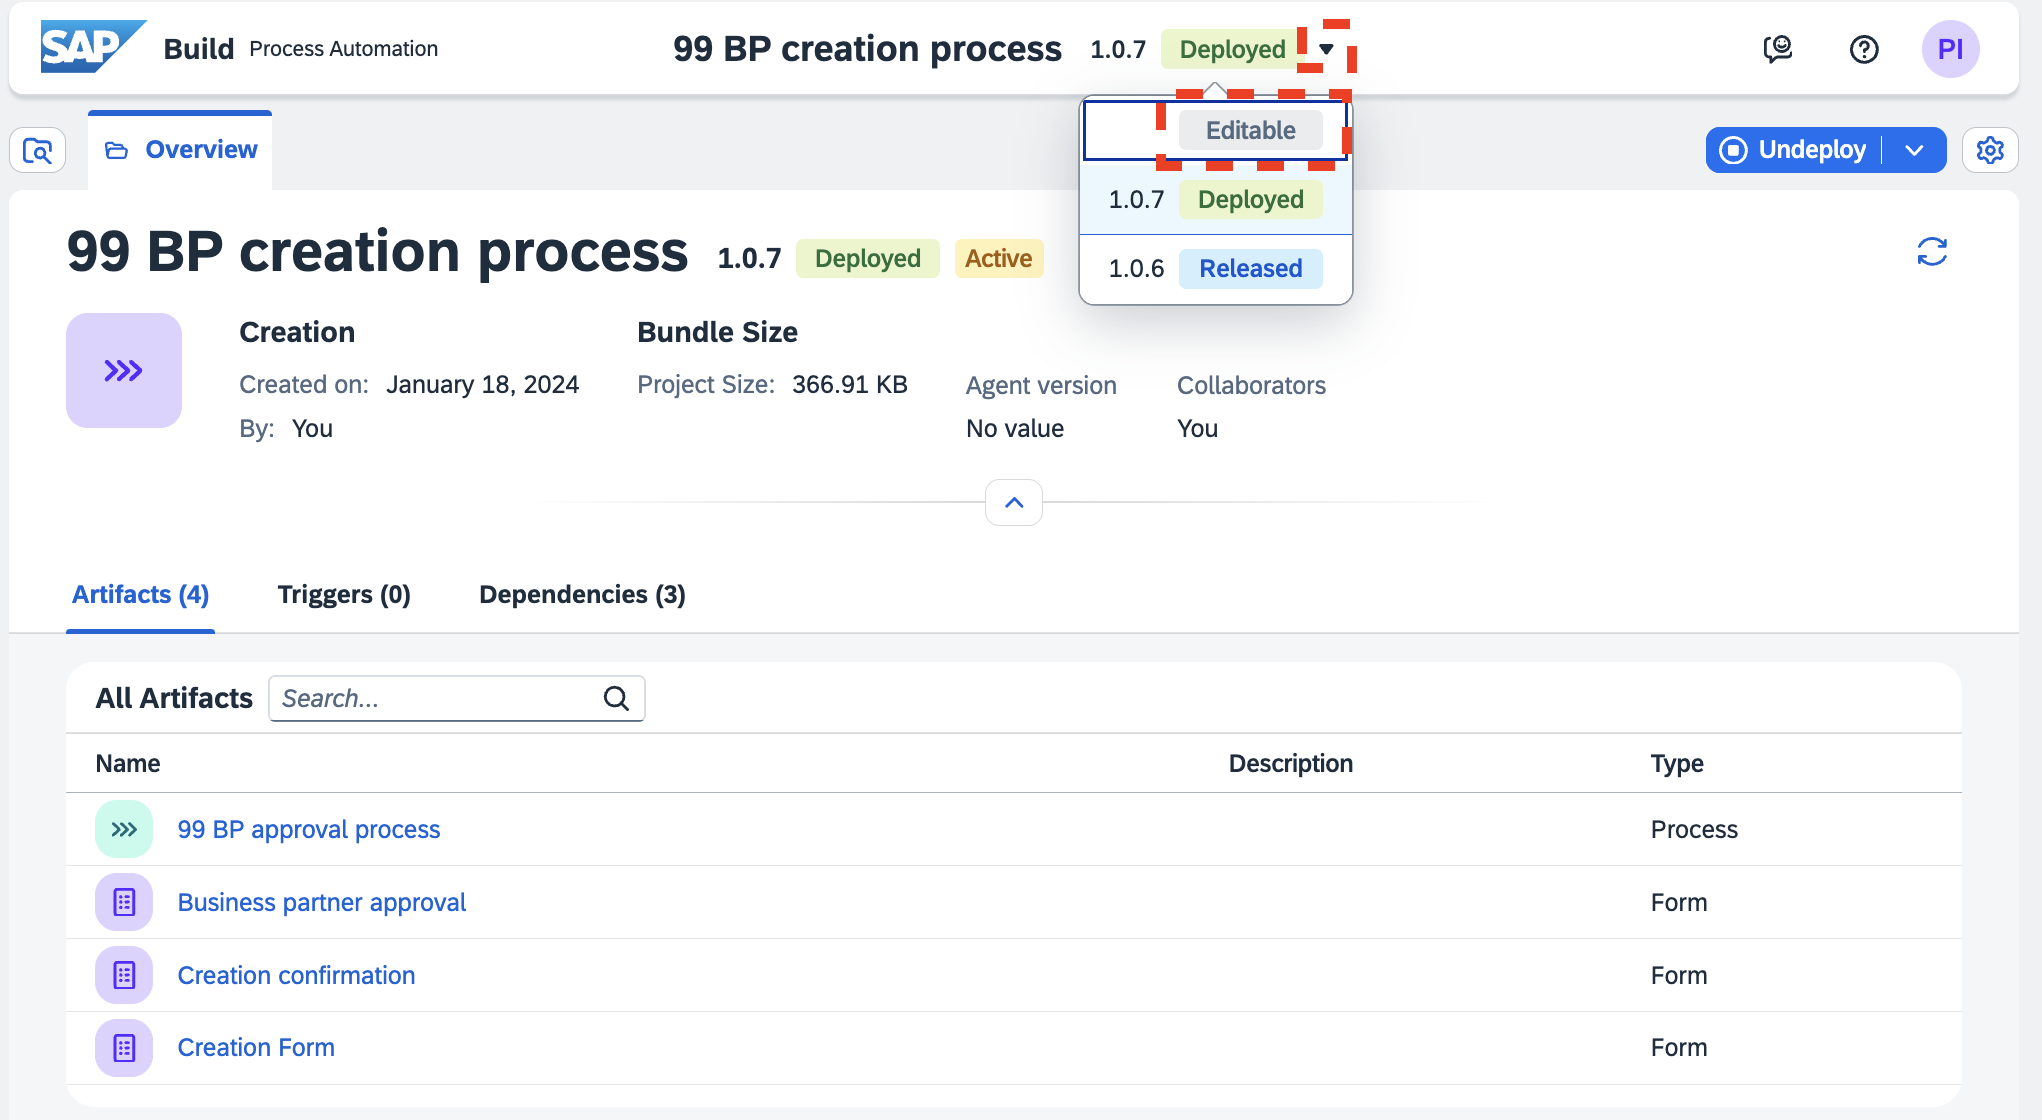 SAP Build Process Automation 99 BP creation process 1.0.7 Deployed PI
Editable
Overview Undeploy
1.0.7 Deployed
99 BP creation process 1.0.7 Deployed Active
1.0.6 Released
Creation Bundle Size
Created on: January 18, 2024 Project Size: 366.91 KB Agent version Collaborators
By: You No value You
Artifacts (4) Triggers (0) Dependencies (3)
All Artifacts Search...
Name Description Type
99 BP approval process Process
Business partner approval Form
Creation confirmation Form
Creation Form Form